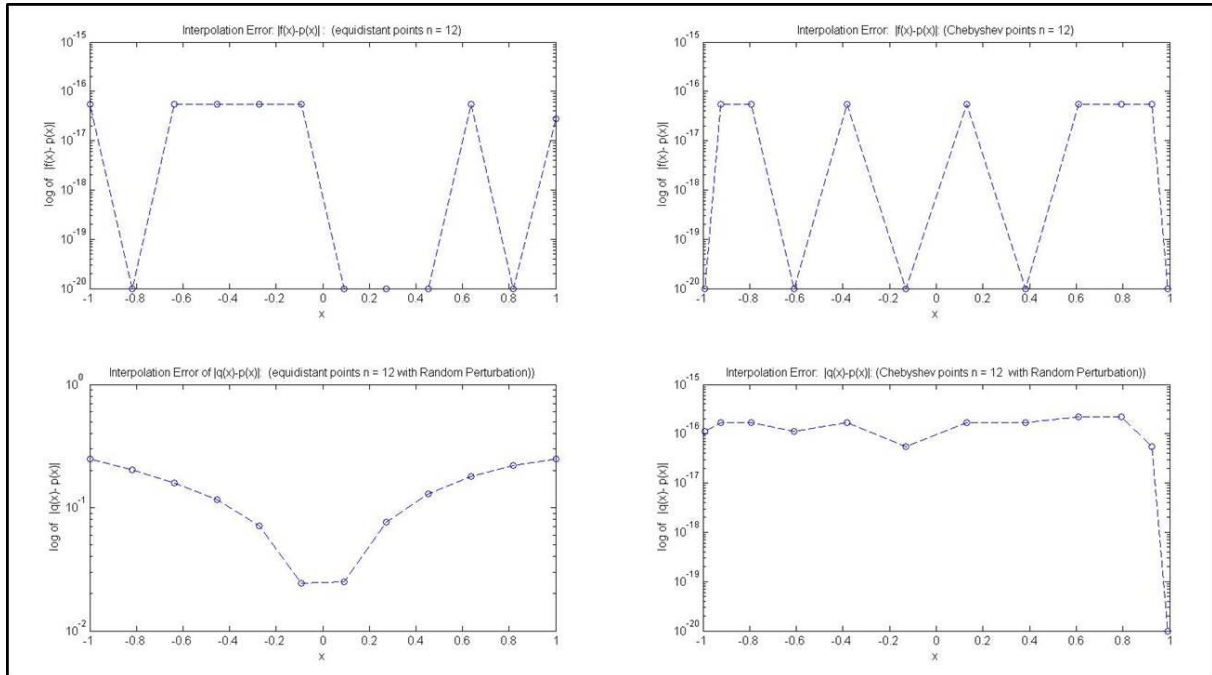 Interpolation Error: |f(x)-p(x)| : (equidistant points n = 12)
10^-15
10^-16
10^-17
10^-18
10^-19
10^-20
log of |f(x)- p(x)|
-1 -0.8 -0.6 -0.4 -0.2 0 0.2 0.4 0.6 0.8 1
x
Interpolation Error: |f(x)-p(x)|: (Chebyshev points n = 12)
10^-15
10^-16
10^-17
10^-18
10^-19
10^-20
log of |f(x)- p(x)|
-1 -0.8 -0.6 -0.4 -0.2 0 0.2 0.4 0.6 0.8 1
x
Interpolation Error of |q(x)-p(x)|: (equidistant points n = 12 with Random Perturbation))
10^0
10^-1
10^-2
log of |q(x)- p(x)|
-1 -0.8 -0.6 -0.4 -0.2 0 0.2 0.4 0.6 0.8 1
x
Interpolation Error: |q(x)-p(x)|: (Chebyshev points n = 12 with Random Perturbation))
10^-15
10^-16
10^-17
10^-18
10^-19
10^-20
log of |q(x)- p(x)|
-1 -0.8 -0.6 -0.4 -0.2 0 0.2 0.4 0.6 0.8 1
x